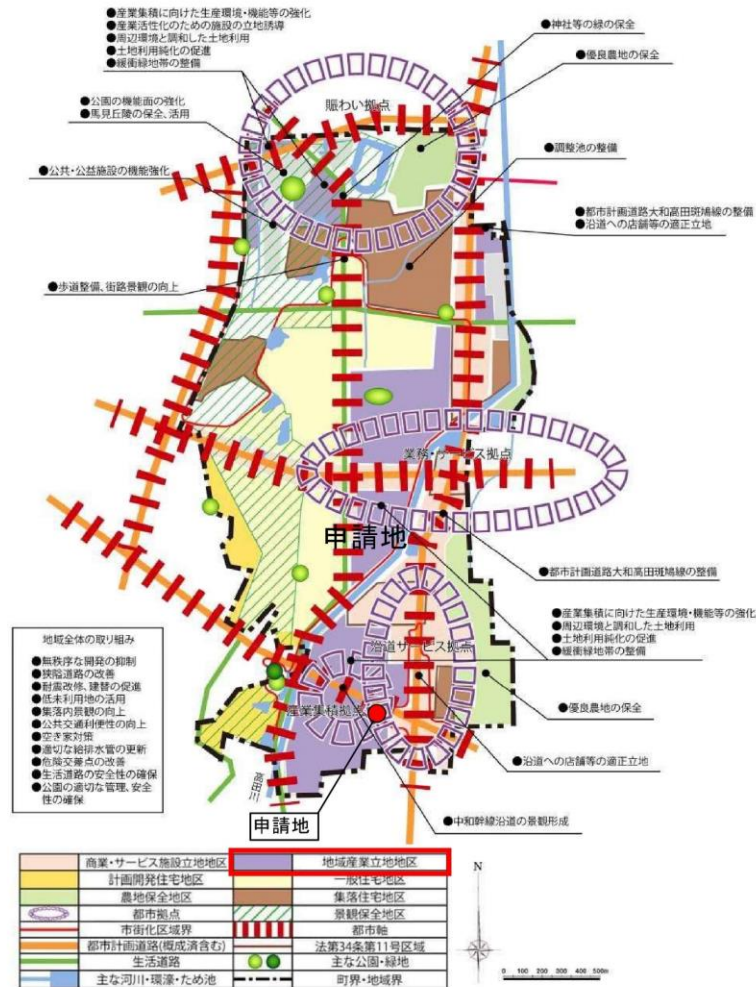 ●産業集積に向けた生産環境・機能等の強化
●産業活性化のための施設の立地誘導
●周辺環境と調和した土地利用
●土地利用純化の促進
●緩衝緑地帯の整備
●神社等の緑の保全
●優良農地の保全
賑わい拠点
●公園の機能面の強化
●馬見丘陵の保全、活用
●調整池の整備
●公共・公益施設の機能強化
●都市計画道路大和高田斑鳩線の整備
●沿道への店舗等の適正立地
●歩道整備、街路景観の向上
業務・サービス拠点
申請地
●都市計画道路大和高田斑鳩線の整備
●産業集積に向けた生産環境・機能等の強化
●周辺環境と調和した土地利用
●土地利用純化の促進
●緩衝緑地帯の整備
地域全体の取り組み
●無秩序な開発の抑制
●狭隘道路の改善
●耐震改修、建替の促進
●低未利用地の活用
●集落内景観の向上
●公共交通利便性の向上
●空き家対策
●適切な給排水管の更新
●危険交差点の改善
●生活道路の安全性の確保
●公園の適切な管理、安全
性の確保
沿道サービス拠点
産業集積拠点
●優良農地の保全
●沿道への店舗等の適正立地
高田川
申請地
●中和幹線沿道の景観形成
商業・サービス施設立地地区 地域産業立地地区
計画開発住宅地区 一般住宅地区
農地保全地区 集落住宅地区
都市拠点 景観保全地区
市街化区域界 都市軸
都市計画道路(概成済含む) 法第34条第11号区域
生活道路 主な公園・緑地
主な河川・環濠・ため池 町界・地域界
N
0 100 200 300 400 500m